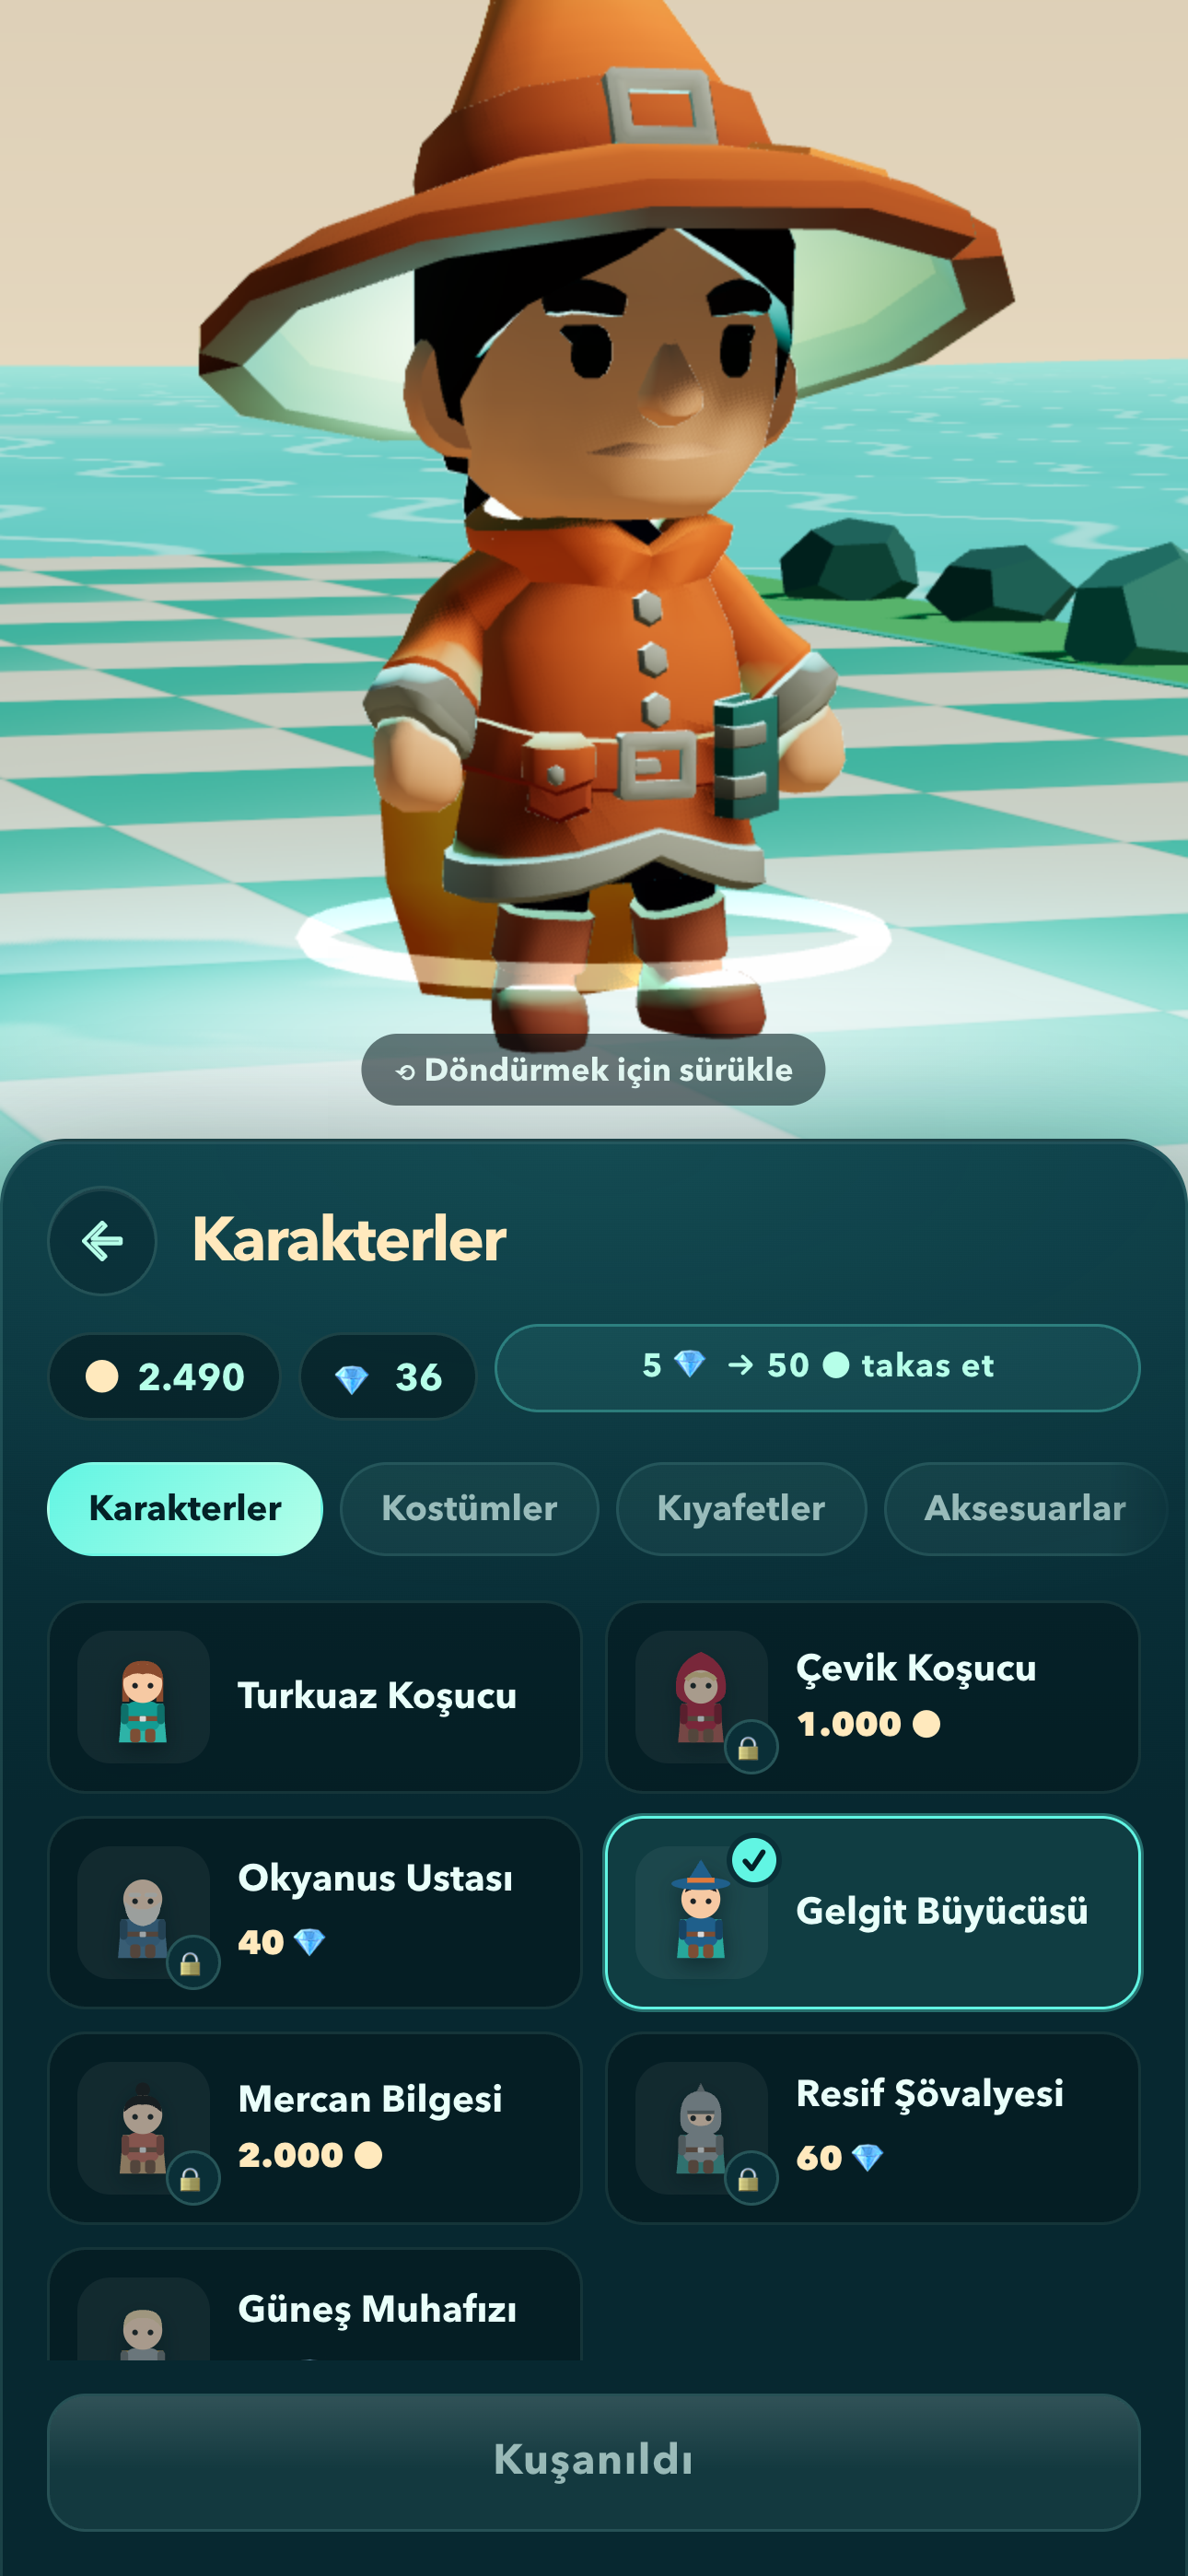 ⟲ Döndürmek için sürükle
Karakterler
2.490
36
5 💎 → 50 takas et
Karakterler
Kostümler
Kıyafetler
Aksesuarlar
Turkuaz Koşucu
Çevik Koşucu
1.000
Okyanus Ustası
40 💎
Gelgit Büyücüsü
Mercan Bilgesi
2.000
Resif Şövalyesi
60 💎
Güneş Muhafızı
Kuşanıldı